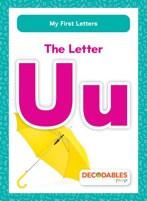 My First Letters
The Letter
Uu
DECODABLES